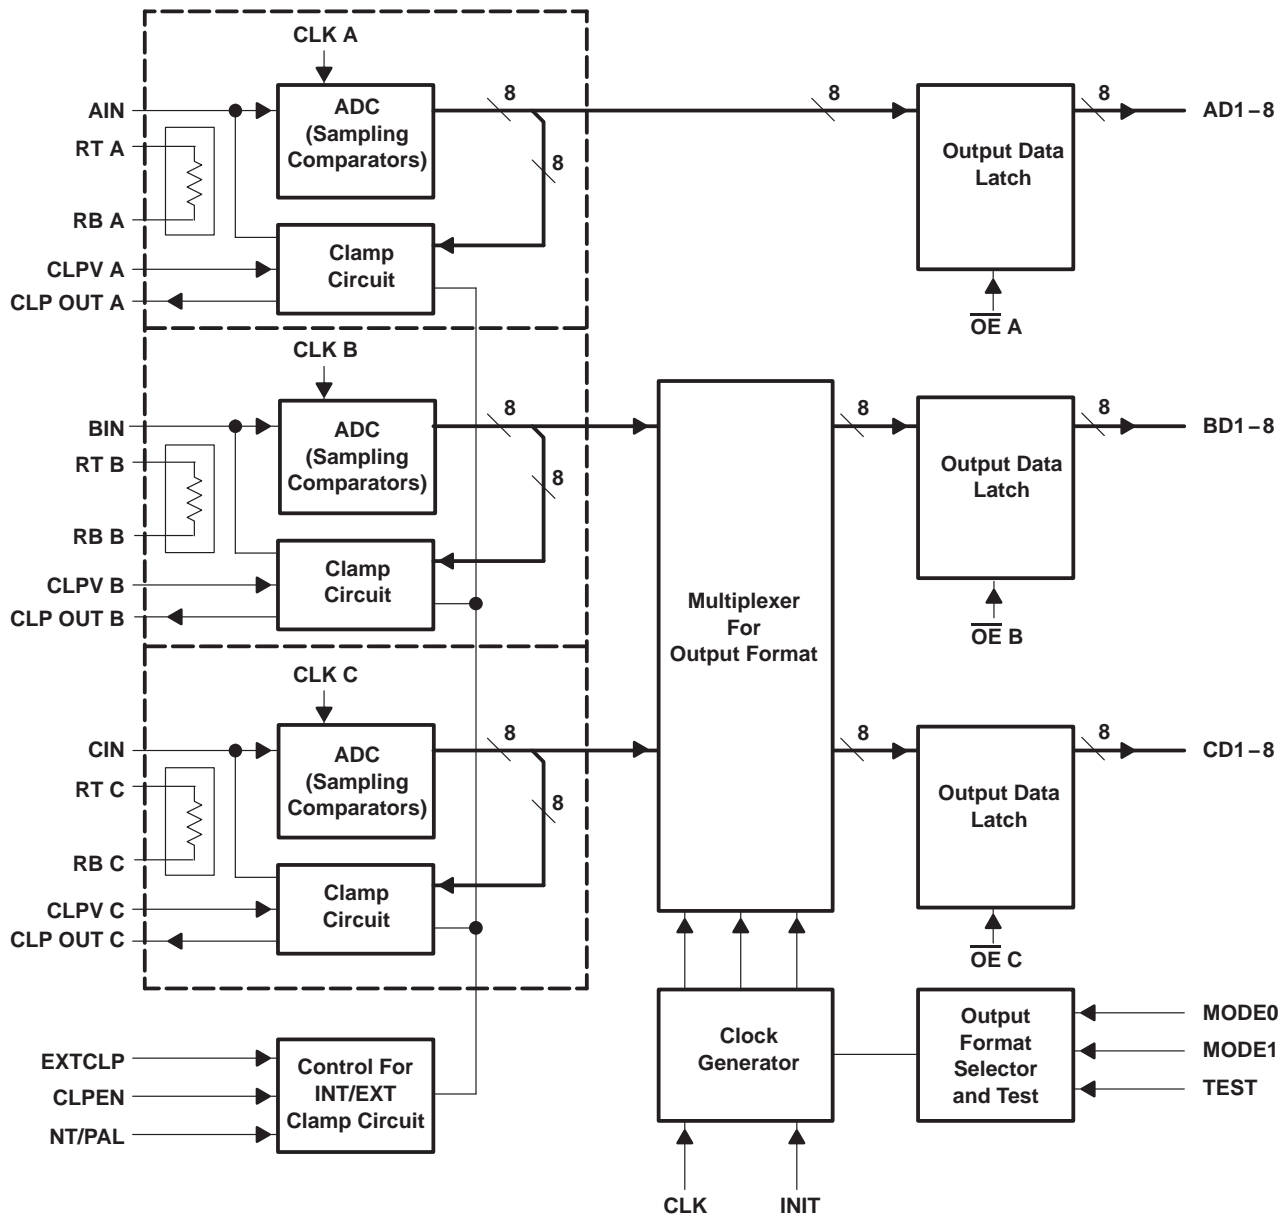 CLK A
AIN
RT A
RB A
CLPV A
CLP OUT A
ADC
(Sampling
Comparators)
8
8
8
Clamp
Circuit
Output Data
Latch
8
AD1–8
OE A
CLK B
BIN
RT B
RB B
CLPV B
CLP OUT B
ADC
(Sampling
Comparators)
8
8
Clamp
Circuit
Multiplexer
For
Output Format
8
Output Data
Latch
8
BD1–8
OE B
CLK C
CIN
RT C
RB C
CLPV C
CLP OUT C
ADC
(Sampling
Comparators)
8
8
Clamp
Circuit
8
Output Data
Latch
8
CD1–8
OE C
EXTCLP
CLPEN
NT/PAL
Control For
INT/EXT
Clamp Circuit
Clock
Generator
CLK
INIT
Output
Format
Selector
and Test
MODE0
MODE1
TEST